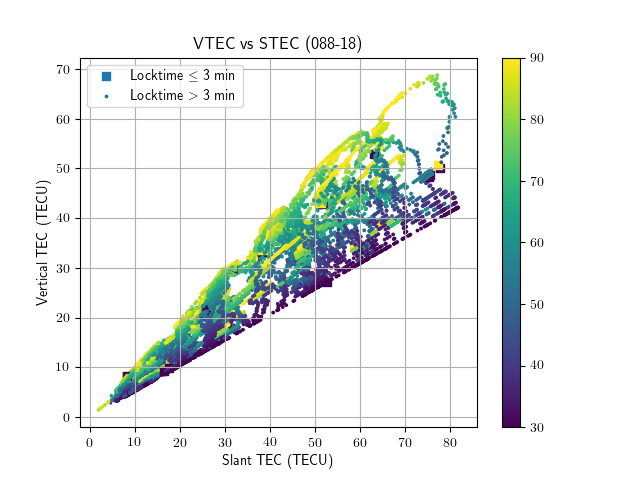 VTEC vs STEC (088-18)
Locktime ≤ 3 min
Locktime > 3 min
Vertical TEC (TECU)
70
60
50
40
30
20
10
0
0 10 20 30 40 50 60 70 80
Slant TEC (TECU)
90
80
70
60
50
40
30